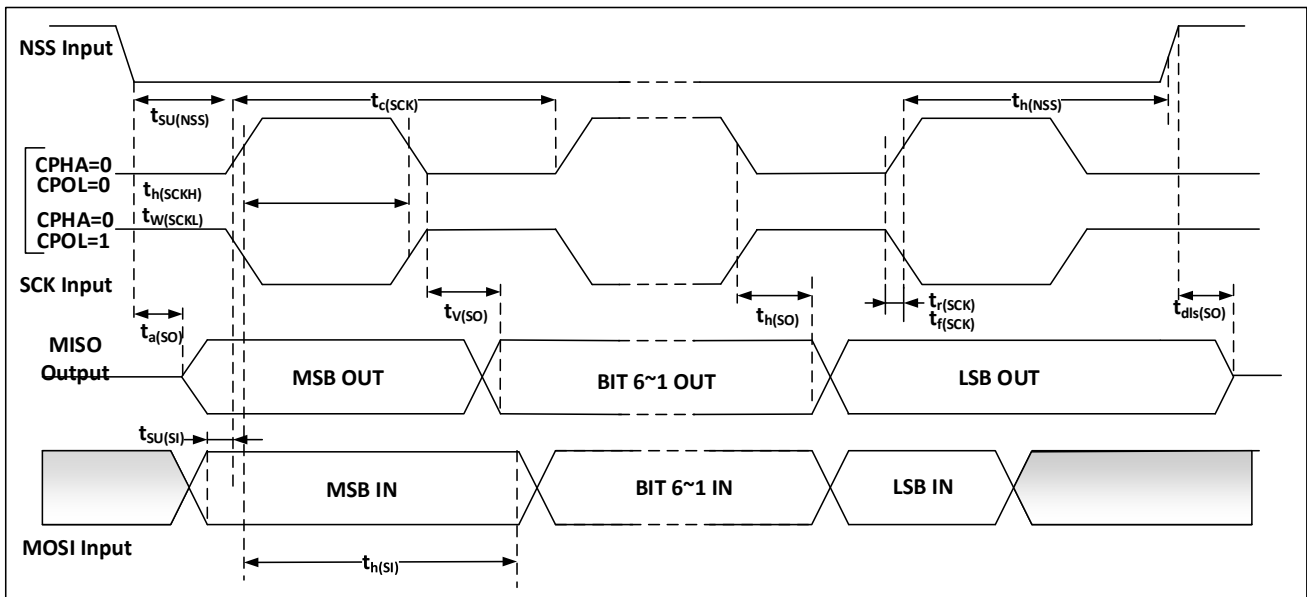 NSS Input
tSU(NSS)
tc(SCK)
th(NSS)
CPHA=0
CPOL=0
th(SCKH)
CPHA=0
tW(SCKL)
CPOL=1
SCK Input
ta(SO)
tV(SO)
th(SO)
tr(SCK)
tf(SCK)
tdis(SO)
MISO
Output
MSB OUT
BIT 6~1 OUT
LSB OUT
tSU(SI)
MSB IN
BIT 6~1 IN
LSB IN
MOSI Input
th(SI)